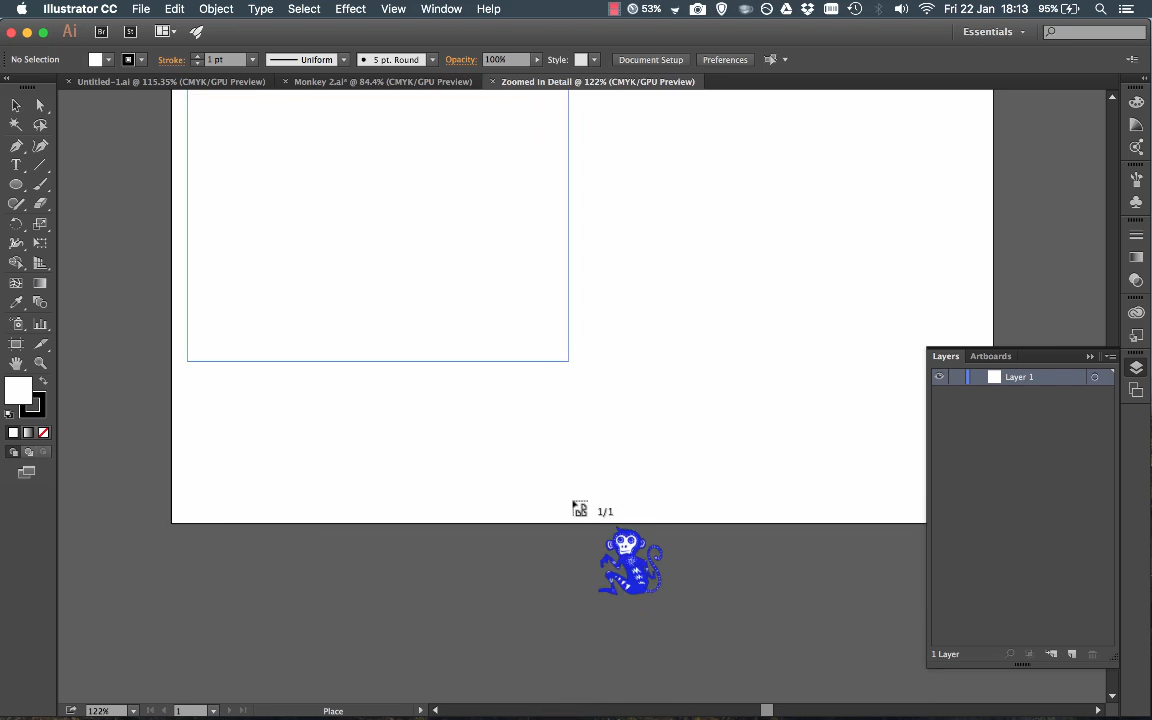 Illustrator CC File Edit Object Type Select Effect View Window Help 53% Fri 22 Jan 18:13 95%
Ai Br St Essentials
No Selection Stroke: 1 pt Uniform 5 pt. Round Opacity: 100% Style: Document Setup Preferences
Untitled-1.ai @ 115.35% (CMYK/GPU Preview) Monkey 2.ai* @ 84.4% (CMYK/GPU Preview) Zoomed In Detail @ 122% (CMYK/GPU Preview)
Layers Artboards
Layer 1
1/1
1 Layer
122% 1 Place